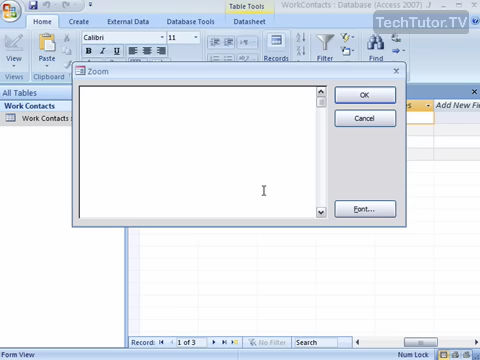 Table Tools
WorkContacts : Database (Access 2007)
TechTutor.TV
Home
Create
External Data
Database Tools
Datasheet
View
Paste
Calibri
11
B I U
Filter
Find
Views
Clipboard
Zoom
OK
Cancel
Font...
All Tables
Work Contacts
Work Contacts :
es
Add New Fie
Record:
1 of 3
No Filter
Search
Form View
Num Lock